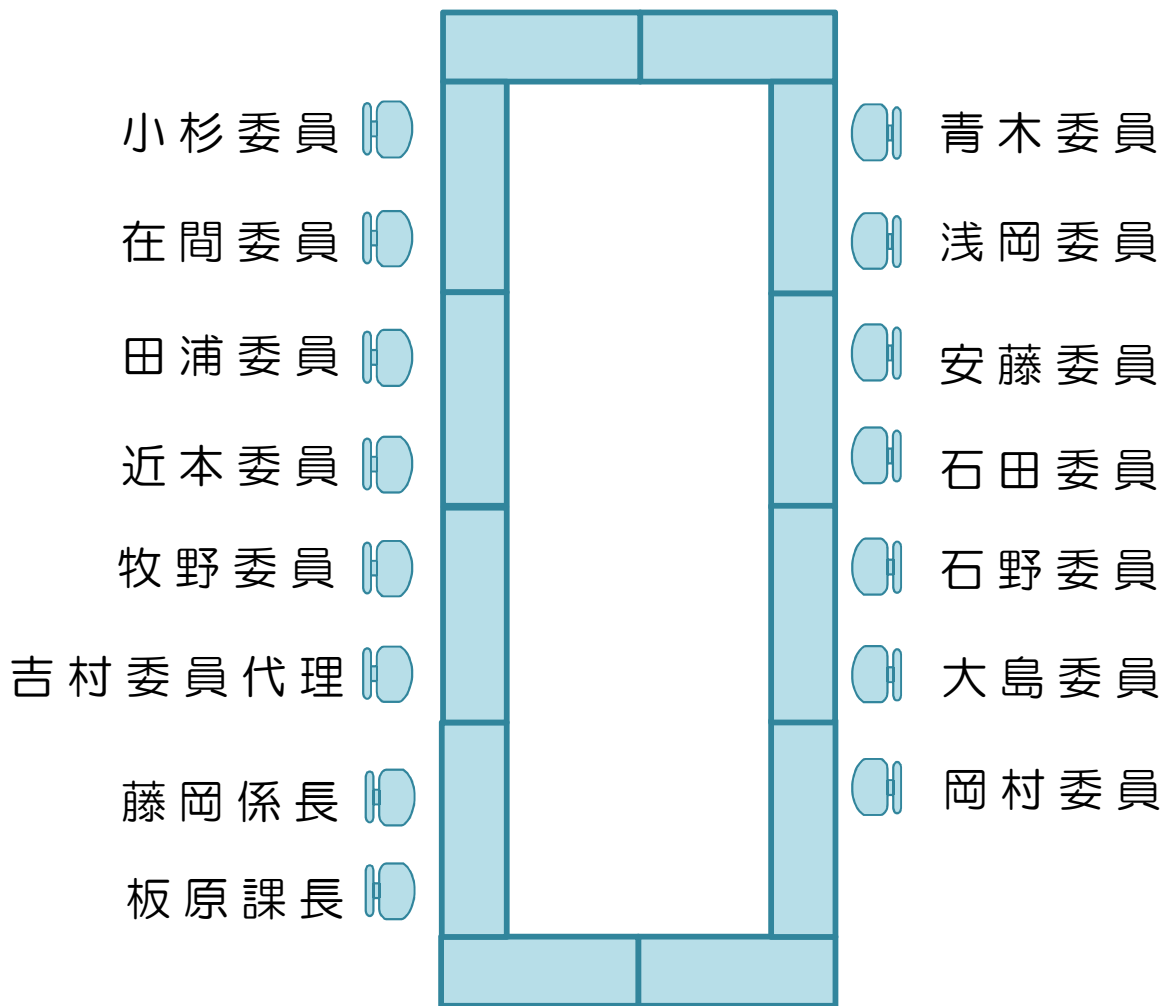 小杉委員
在間委員
田浦委員
近本委員
牧野委員
吉村委員代理
藤岡係長
板原課長
青木委員
浅岡委員
安藤委員
石田委員
石野委員
大島委員
岡村委員